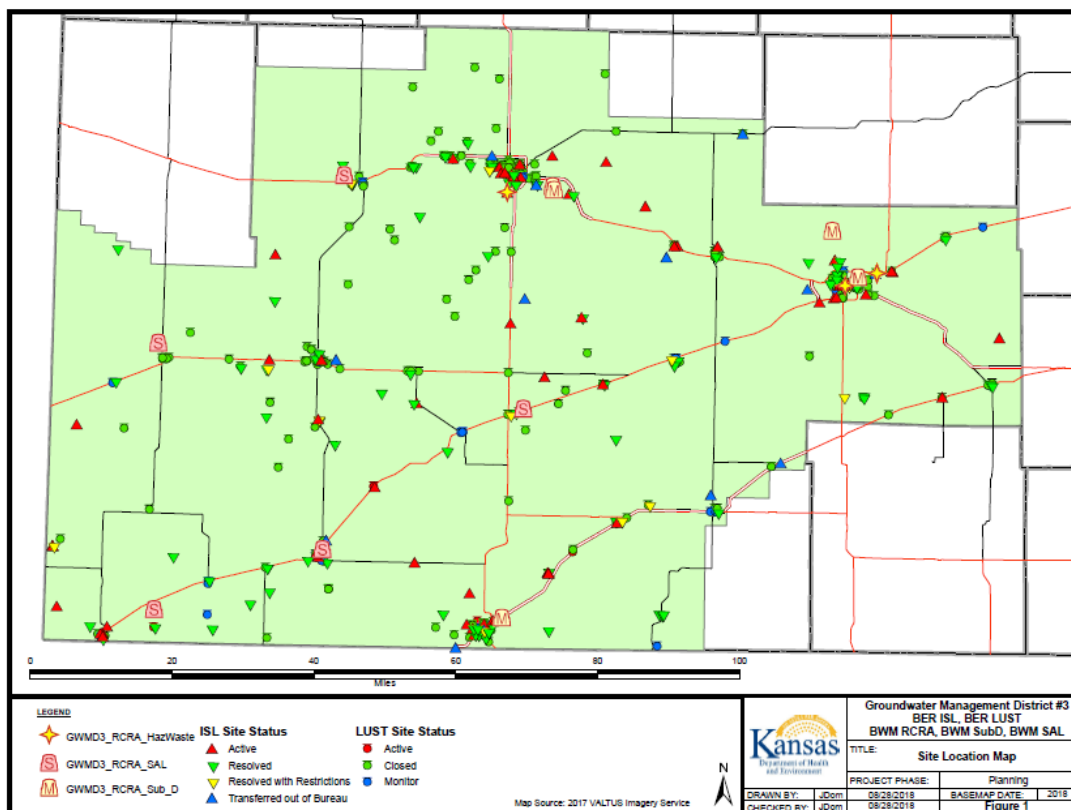 S
M
M
S
M
S
S
S
M
0 20 40 60 80 100
Miles
LEGEND
GWMD3_RCRA_HazWaste
GWMD3_RCRA_SAL
GWMD3_RCRA_Sub_D
ISL Site Status
Active
Resolved
Resolved with Restrictions
Transferred out of Bureau
LUST Site Status
Active
Closed
Monitor
Map Source: 2017 VALTUS Imagery Service
N
Kansas
Department of Health
and Environment
Groundwater Management District #3
BER ISL, BER LUST
BWM RCRA, BWM SubD, BWM SAL
TITLE:
Site Location Map
PROJECT PHASE: Planning
DRAWN BY: JDom 08/28/2018 BASEMAP DATE: 2018
CHECKED BY: JDom 08/28/2018 Figure 1